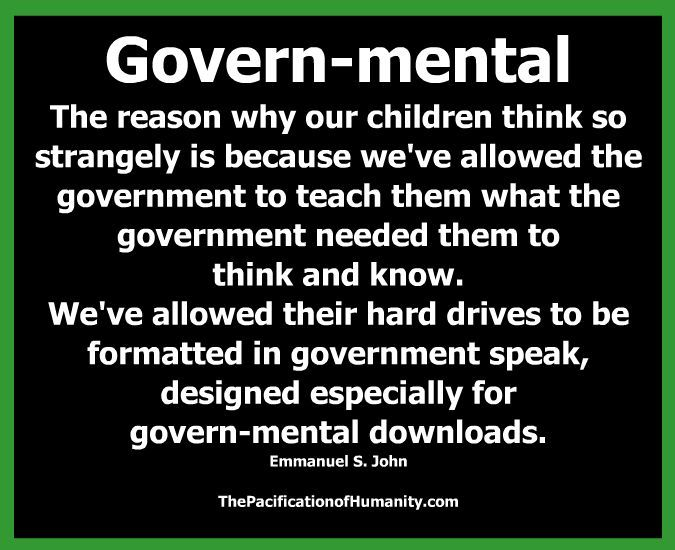 Govern-mental
The reason why our children think so
strangely is because we've allowed the
government to teach them what the
government needed them to
think and know.
We've allowed their hard drives to be
formatted in government speak,
designed especially for
govern-mental downloads.
Emmanuel S. John
ThePacificationofHumanity.com